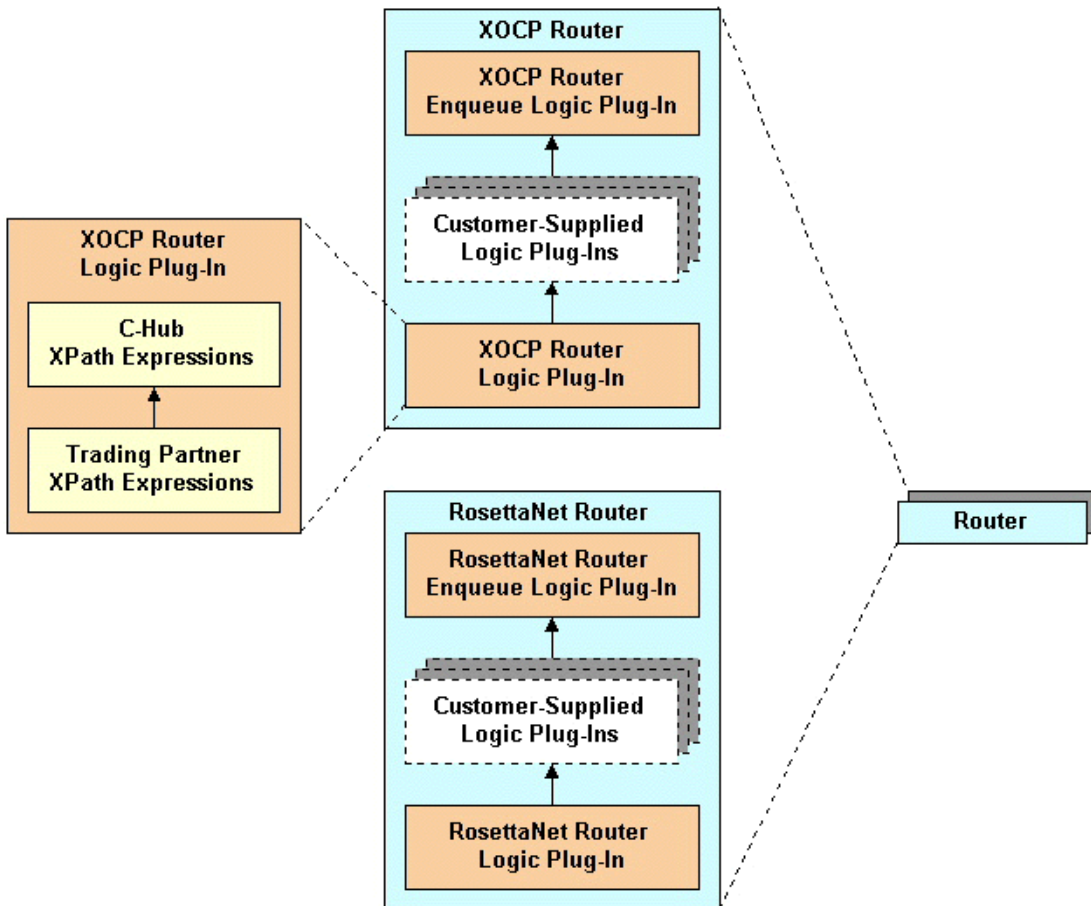 XOCP Router
XOCP Router
Enqueue Logic Plug-In
Customer-Supplied
Logic Plug-Ins
XOCP Router
Logic Plug-In
XOCP Router
Logic Plug-In
C-Hub
XPath Expressions
Trading Partner
XPath Expressions
RosettaNet Router
RosettaNet Router
Enqueue Logic Plug-In
Customer-Supplied
Logic Plug-Ins
RosettaNet Router
Logic Plug-In
Router